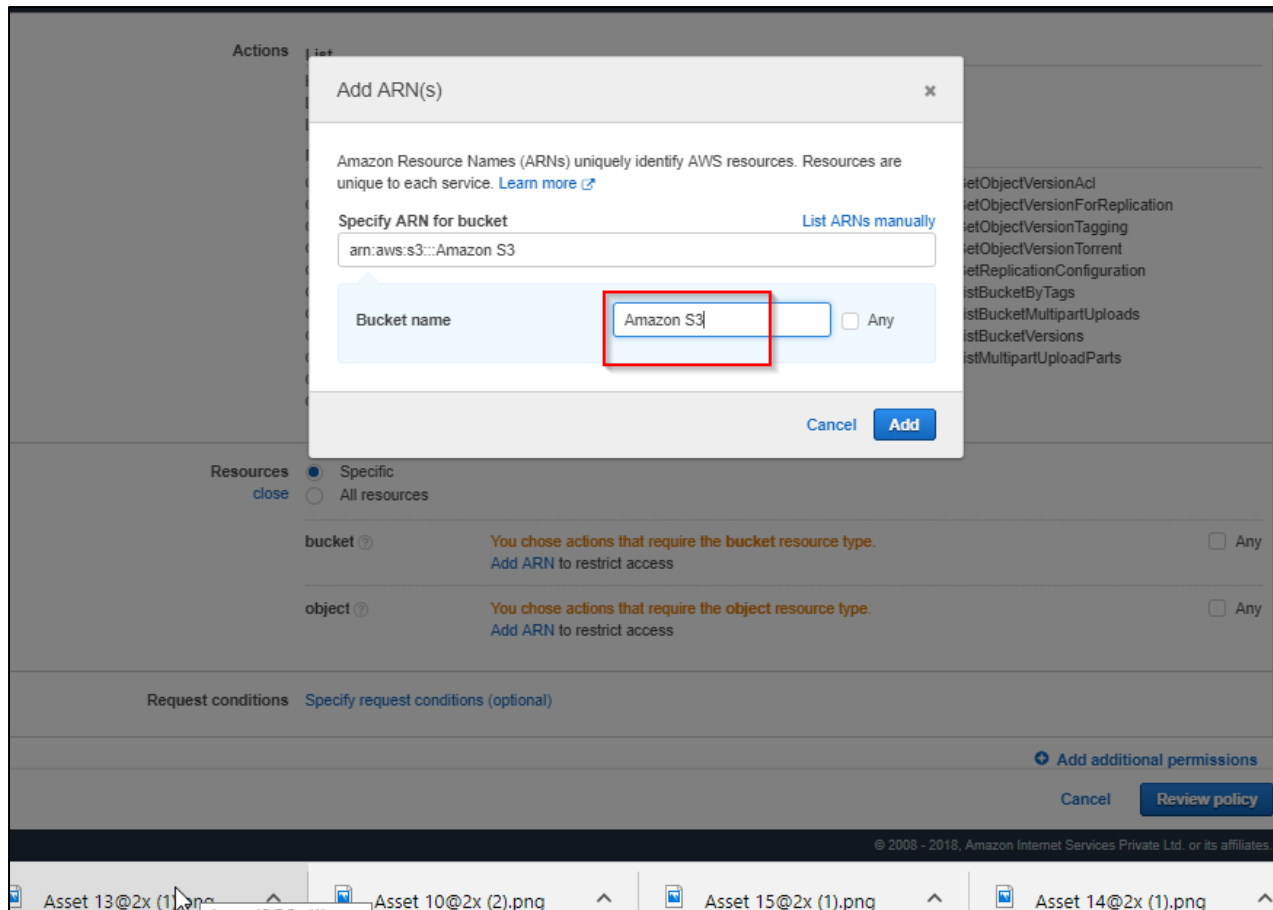 Actions List
Add ARN(s)
Amazon Resource Names (ARNs) uniquely identify AWS resources. Resources are
unique to each service. Learn more
Specify ARN for bucket List ARNs manually
arn:aws:s3:::Amazon S3
Bucket name Amazon S3 Any
Cancel Add
etObjectVersionAcl
etObjectVersionForReplication
etObjectVersionTagging
etObjectVersionTorrent
etReplicationConfiguration
istBucketByTags
istBucketMultipartUploads
istBucketVersions
istMultipartUploadParts
Resources Specific
close All resources
bucket You chose actions that require the bucket resource type. Any
Add ARN to restrict access
object You chose actions that require the object resource type. Any
Add ARN to restrict access
Request conditions Specify request conditions (optional)
Add additional permissions
Cancel Review policy
© 2008 - 2018, Amazon Internet Services Private Ltd. or its affiliates.
Asset 13@2x (1).png Asset 10@2x (2).png Asset 15@2x (1).png Asset 14@2x (1).png